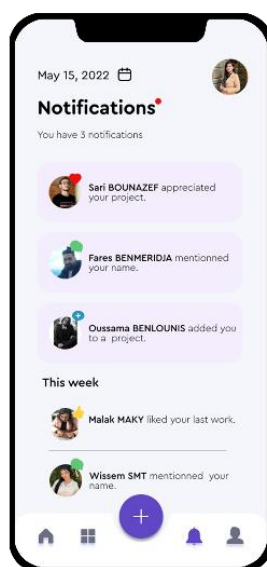 May 15, 2022
Notifications
You have 3 notifications
Sari BOUNAZEF appreciated
your project.
Fares BENMERIDJA mentionned
your name.
Oussama BENLOUNIS added you
to a project.
This week
Malak MAKY liked your last work.
Wissem SMT mentionned your
name.